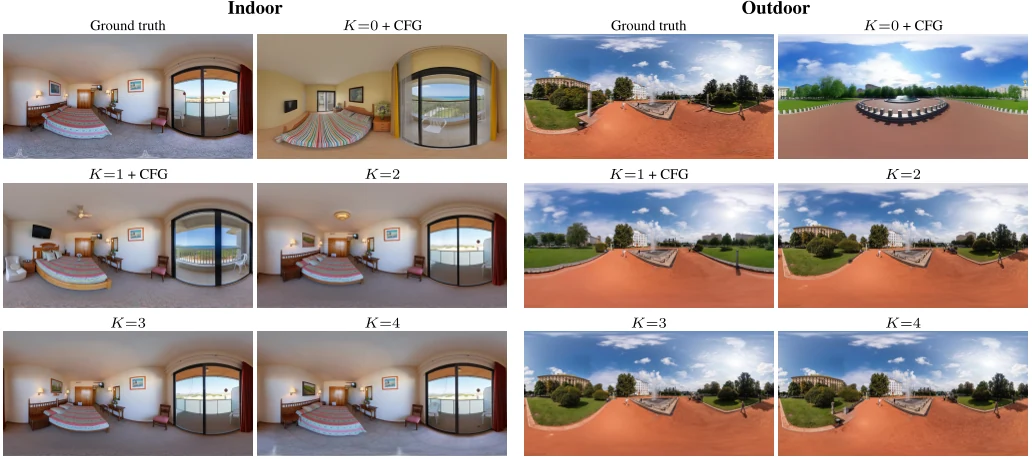 Indoor
Outdoor
Ground truth
K=0 + CFG
Ground truth
K=0 + CFG
K=1 + CFG
K=2
K=1 + CFG
K=2
K=3
K=4
K=3
K=4